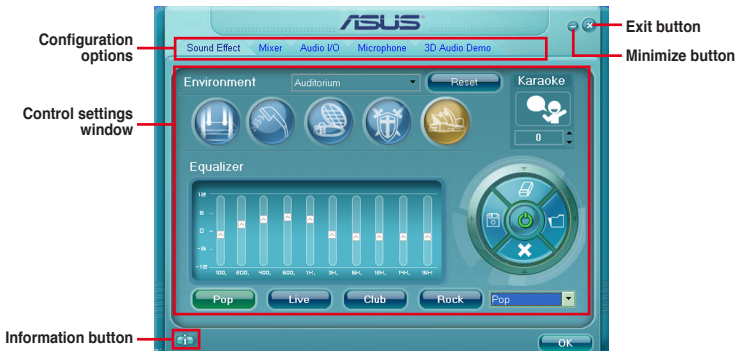 ASUS
Exit button
Minimize button
Configuration
options
Sound Effect Mixer Audio I/O Microphone 3D Audio Demo
Control settings
window
Environment Auditorium Reset Karaoke
0
Equalizer
12
6
0
-6
-12
100, 200, 400, 600, 1K, 3K, 6K, 12K, 14K, 16K
Pop Live Club Rock Pop
Information button
i
OK